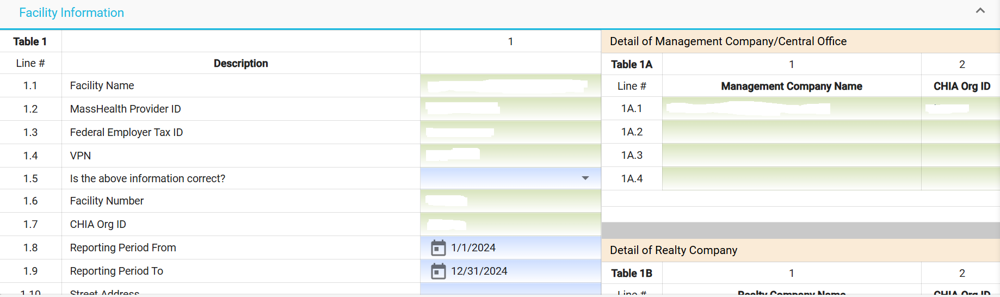 Facility Information
Table 1
1
Line #
Description
1.1
Facility Name
1.2
MassHealth Provider ID
1.3
Federal Employer Tax ID
1.4
VPN
1.5
Is the above information correct?
1.6
Facility Number
1.7
CHIA Org ID
1.8
Reporting Period From
1/1/2024
1.9
Reporting Period To
12/31/2024
1.10
Street Address
Detail of Management Company/Central Office
Table 1A
1
2
Line #
Management Company Name
CHIA Org ID
1A.1
1A.2
1A.3
1A.4
Detail of Realty Company
Table 1B
1
2
Line #
Realty Company Name
CHIA Org ID